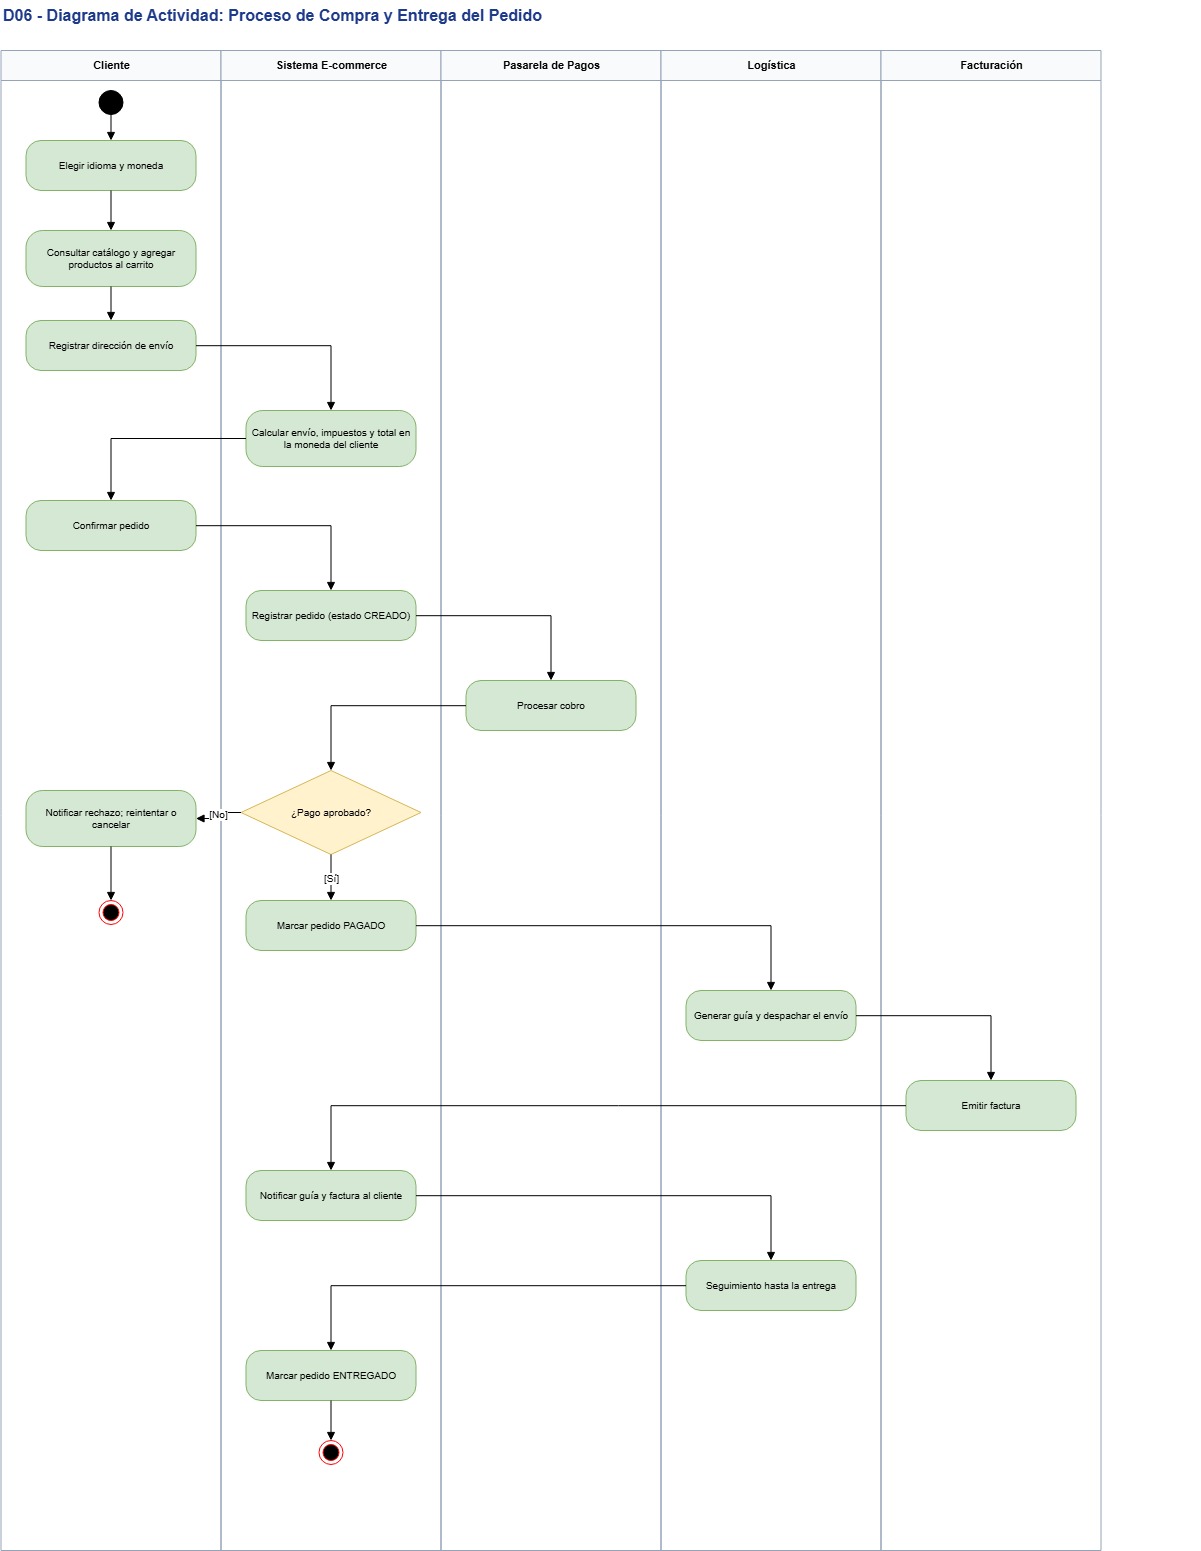 D06 - Diagrama de Actividad: Proceso de Compra y Entrega del Pedido
Cliente
Sistema E-commerce
Pasarela de Pagos
Logística
Facturación
Elegir idioma y moneda
Consultar catálogo y agregar
productos al carrito
Registrar dirección de envío
Calcular envío, impuestos y total en
la moneda del cliente
Confirmar pedido
Registrar pedido (estado CREADO)
Procesar cobro
¿Pago aprobado?
[No]
Notificar rechazo; reintentar o
cancelar
[Sí]
Marcar pedido PAGADO
Generar guía y despachar el envío
Emitir factura
Notificar guía y factura al cliente
Seguimiento hasta la entrega
Marcar pedido ENTREGADO